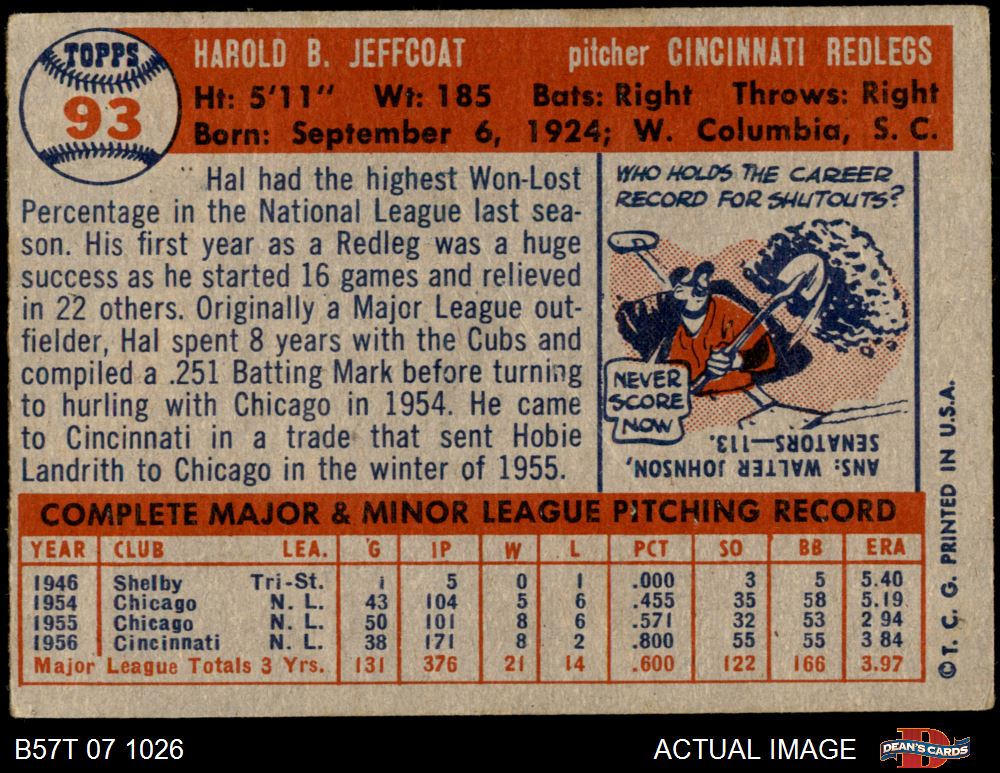 TOPPS
93
HAROLD B. JEFFCOAT pitcher CINCINNATI REDLEGS
Ht: 5'11" Wt: 185 Bats: Right Throws: Right
Born: September 6, 1924; W. Columbia, S. C.
Hal had the highest Won-Lost
Percentage in the National League last sea-
son. His first year as a Redleg was a huge
success as he started 16 games and relieved
in 22 others. Originally a Major League out-
fielder, Hal spent 8 years with the Cubs and
compiled a .251 Batting Mark before turning
to hurling with Chicago in 1954. He came
to Cincinnati in a trade that sent Hobie
Landrith to Chicago in the winter of 1955.
WHO HOLDS THE CAREER
RECORD FOR SHUTOUTS?
NEVER
SCORE
NOW
ANS: WALTER JOHNSON,
SENATORS—113.
COMPLETE MAJOR & MINOR LEAGUE PITCHING RECORD
YEAR CLUB LEA. G IP W L PCT SO BB ERA
1946 Shelby Tri-St. 1 5 0 1 .000 3 5 5.40
1954 Chicago N. L. 43 104 5 6 .455 35 58 5.19
1955 Chicago N. L. 50 101 8 6 .571 32 53 2 94
1956 Cincinnati N. L. 38 171 8 2 .800 55 55 3 84
Major League Totals 3 Yrs. 131 376 21 14 .600 122 166 3.97
©T. C. G. PRINTED IN U.S.A.
B57T 07 1026 ACTUAL IMAGE
DEAN'S CARDS